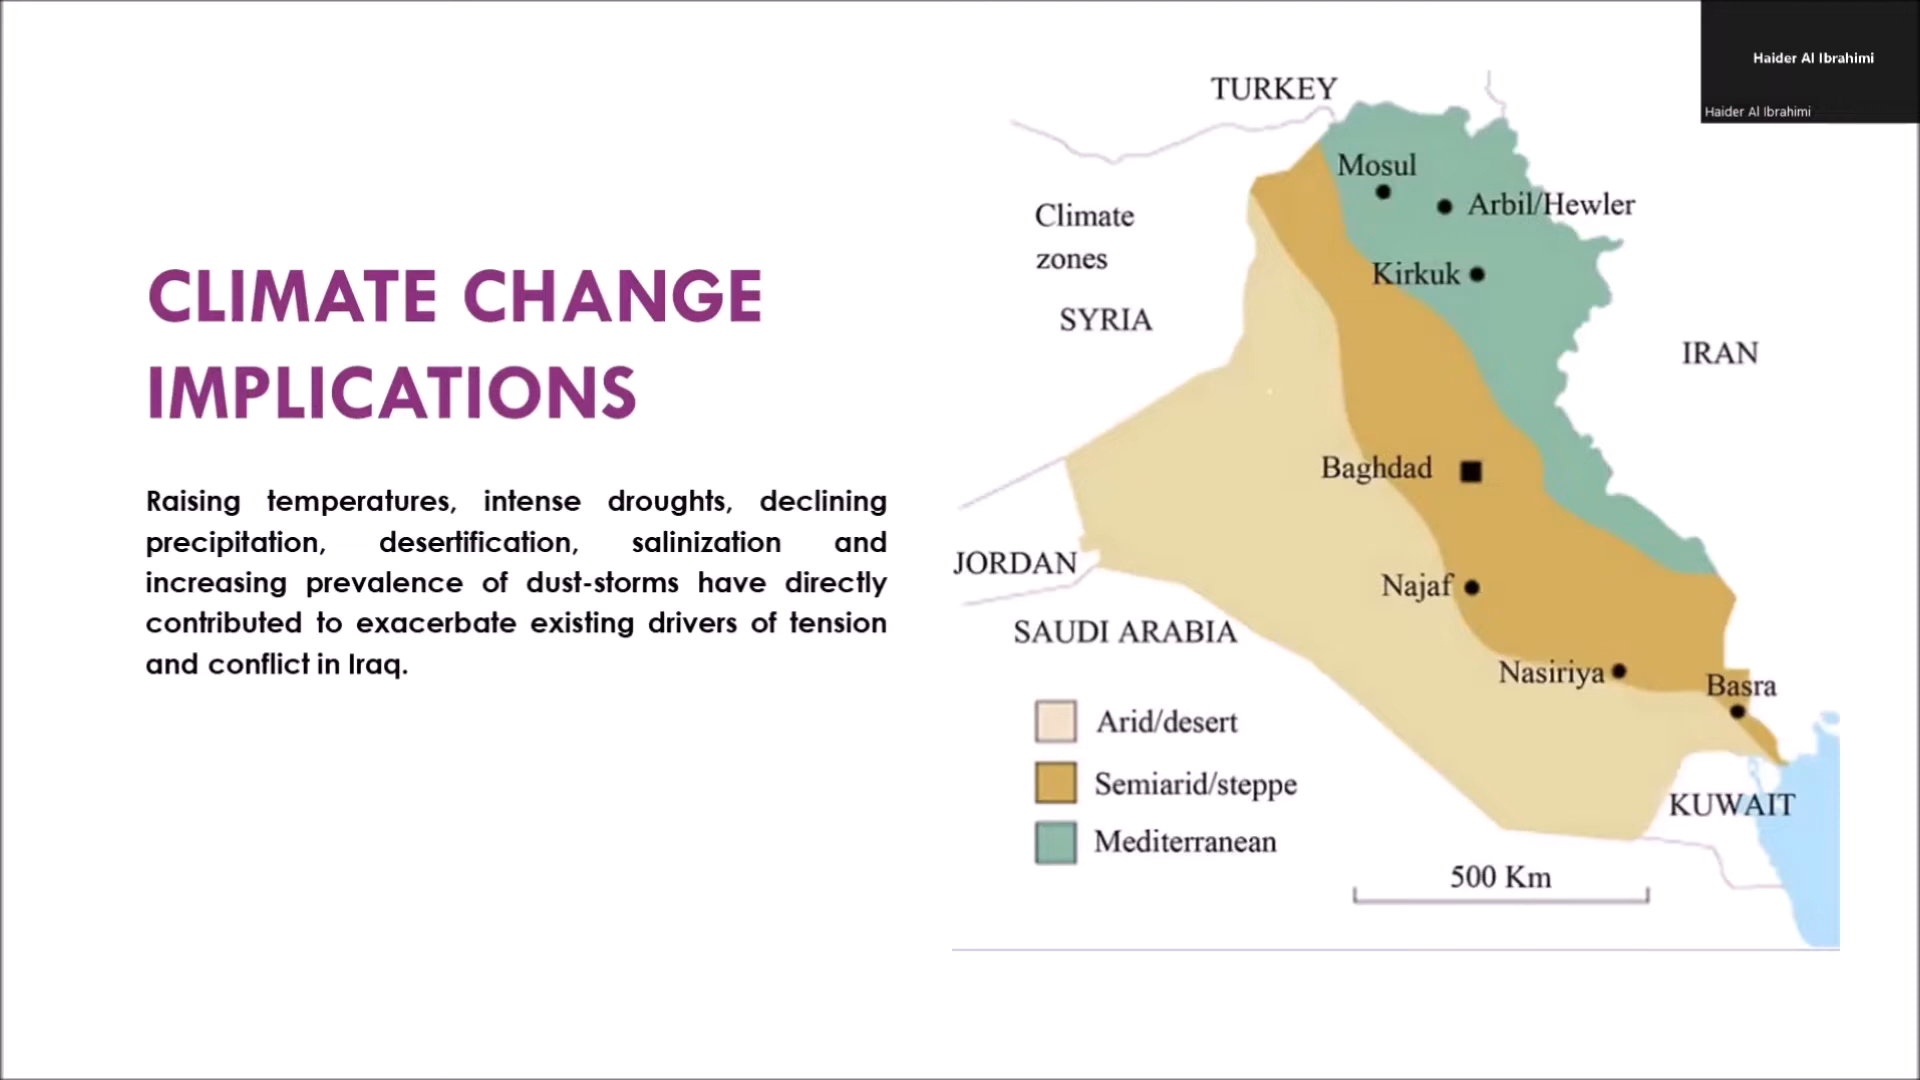 Haider Al Ibrahimi
Haider Al Ibrahimi
CLIMATE CHANGE
IMPLICATIONS
Raising temperatures, intense droughts, declining
precipitation, desertification, salinization and
increasing prevalence of dust-storms have directly
contributed to exacerbate existing drivers of tension
and conflict in Iraq.
TURKEY
Mosul
Arbil/Hewler
Climate
zones
Kirkuk
SYRIA
IRAN
Baghdad
JORDAN
Najaf
SAUDI ARABIA
Nasiriya
Basra
Arid/desert
Semiarid/steppe
KUWAIT
Mediterranean
500 Km